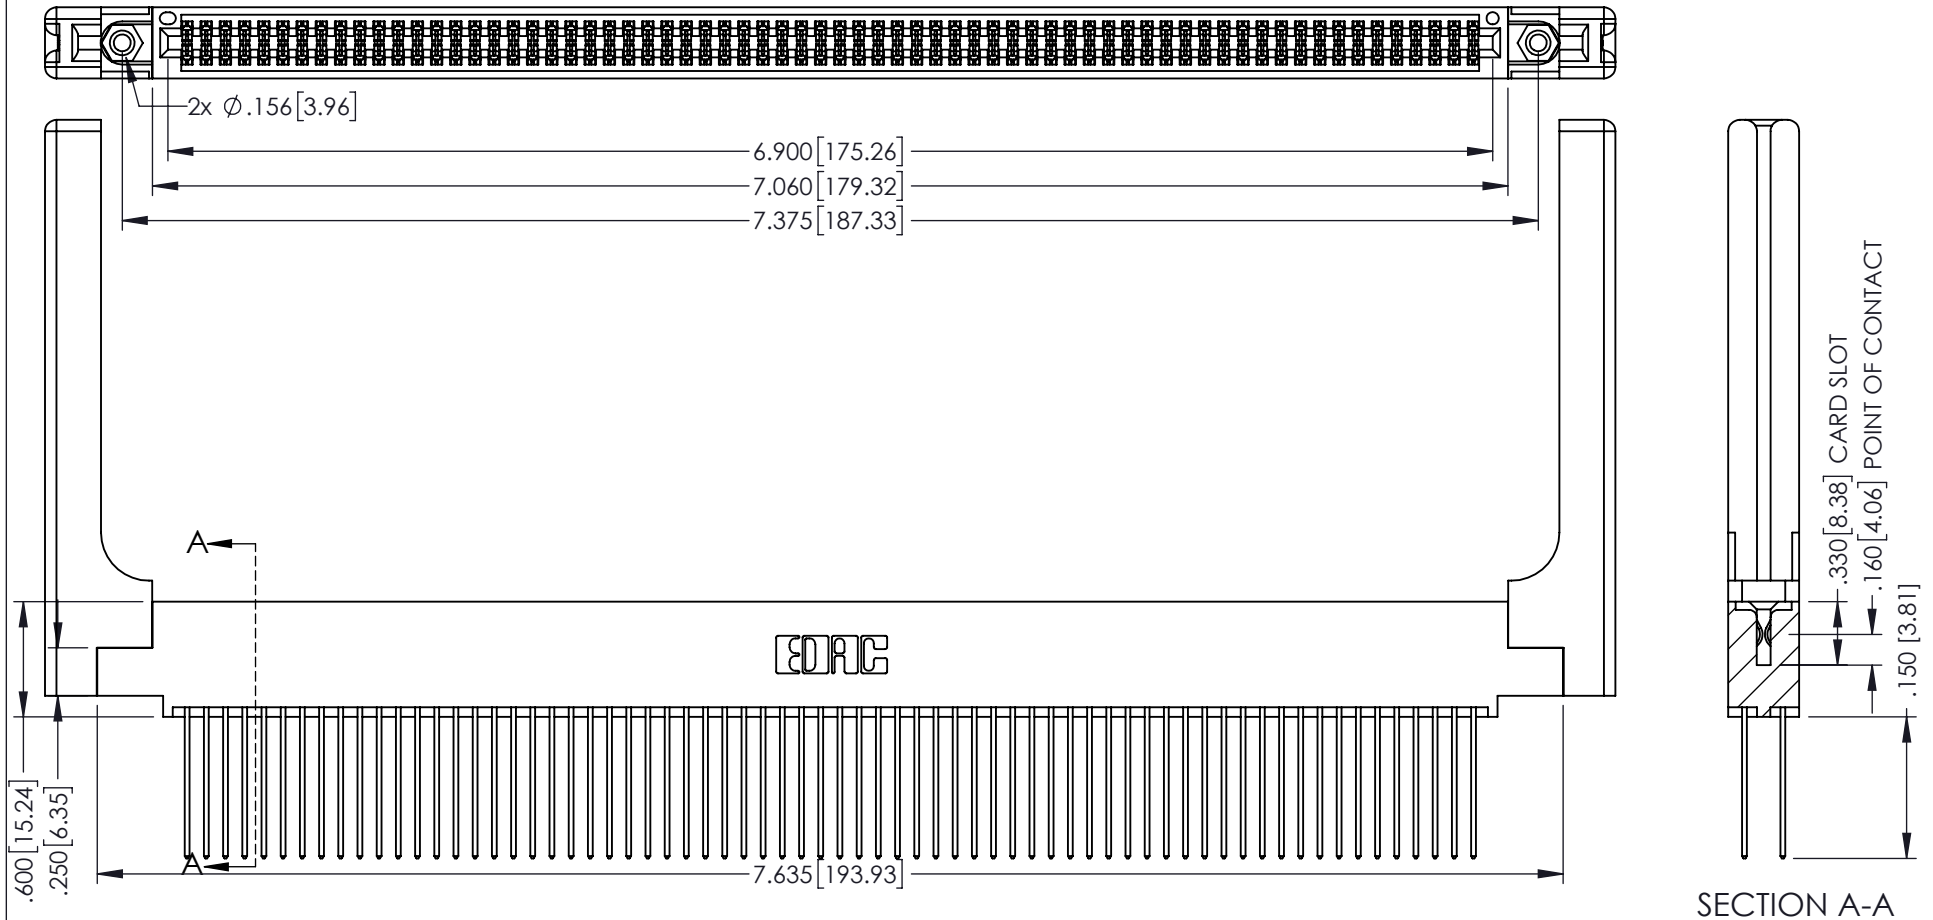 2x ∅.156[3.96]
6.900[175.26]
7.060[179.32]
7.375[187.33]
A
EDAC
A
.600[15.24]
.250[6.35]
7.635[193.93]
.330[8.38] CARD SLOT
.160[4.06] POINT OF CONTACT
.150 [3.81]
SECTION A-A